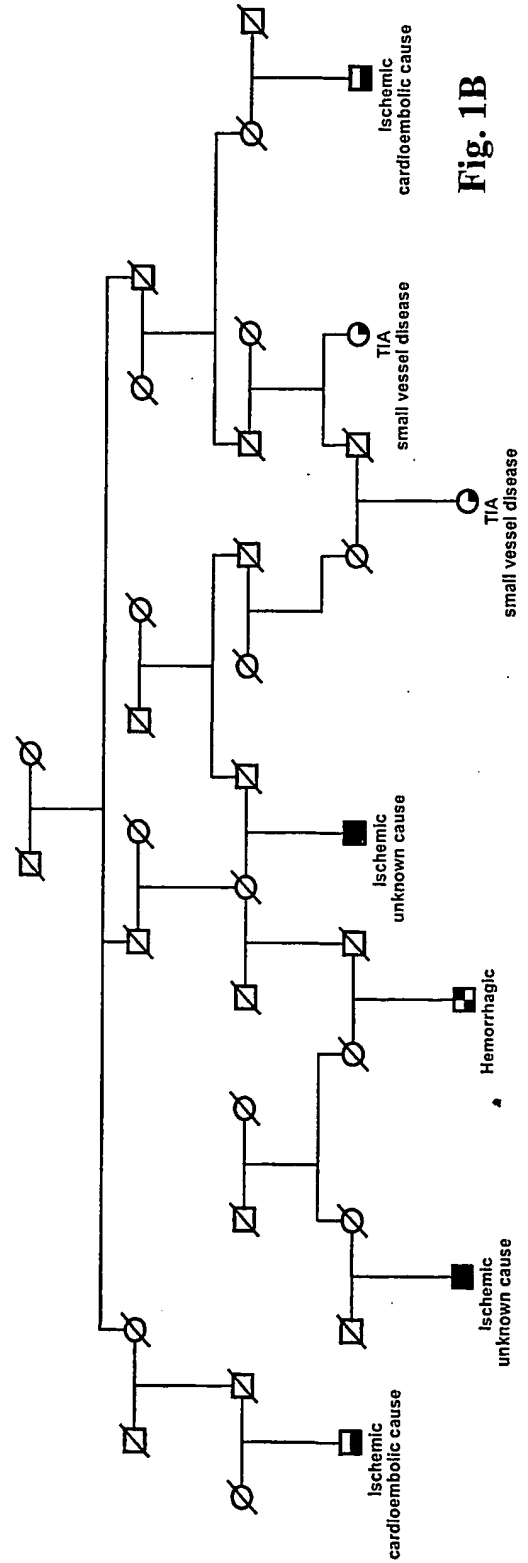 Ischemic
cardioembolic cause
Ischemic
unknown cause
Hemorrhagic
Ischemic
unknown cause
TIA
small vessel disease
TIA
small vessel disease
Ischemic
cardioembolic cause
Fig. 1B